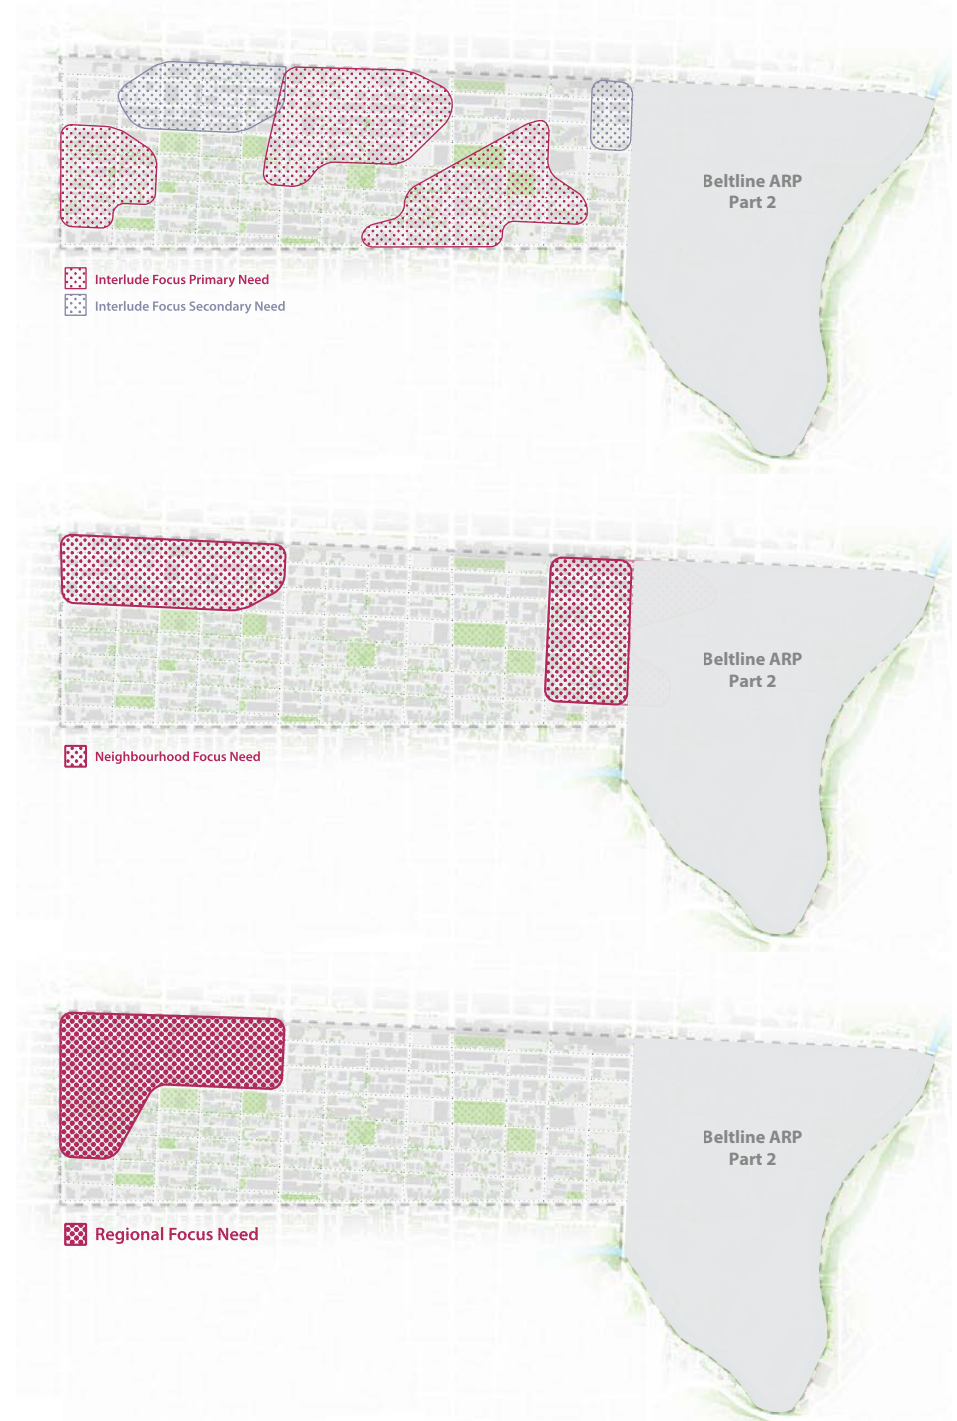 Beltline ARP
Part 2
Interlude Focus Primary Need
Interlude Focus Secondary Need
Beltline ARP
Part 2
Neighbourhood Focus Need
Beltline ARP
Part 2
Regional Focus Need